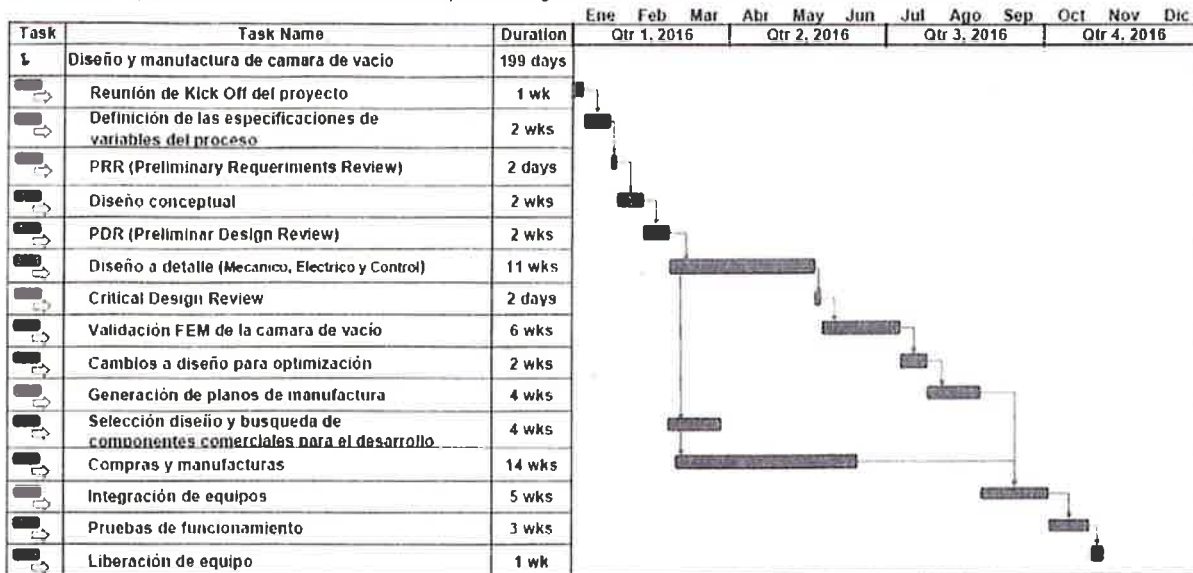 Ene Feb Mar Abr May Jun Jul Ago Sep Oct Nov Dic
Task Task Name Duration Qtr 1, 2016 Qtr 2, 2016 Qtr 3, 2016 Qtr 4, 2016
Diseño y manufactura de camara de vacio 199 days
Reunión de Kick Off del proyecto 1 wk
Definición de las especificaciones de
variables del proceso 2 wks
PRR (Preliminary Requeriments Review) 2 days
Diseño conceptual 2 wks
PDR (Preliminar Design Review) 2 wks
Diseño a detalle (Mecanico, Electrico y Control) 11 wks
Critical Design Review 2 days
Validación FEM de la camara de vacio 6 wks
Cambios a diseño para optimización 2 wks
Generación de planos de manufactura 4 wks
Selección diseño y busqueda de
componentes comerciales para el desarrollo 4 wks
Compras y manufacturas 14 wks
Integración de equipos 5 wks
Pruebas de funcionamiento 3 wks
Liberación de equipo 1 wk